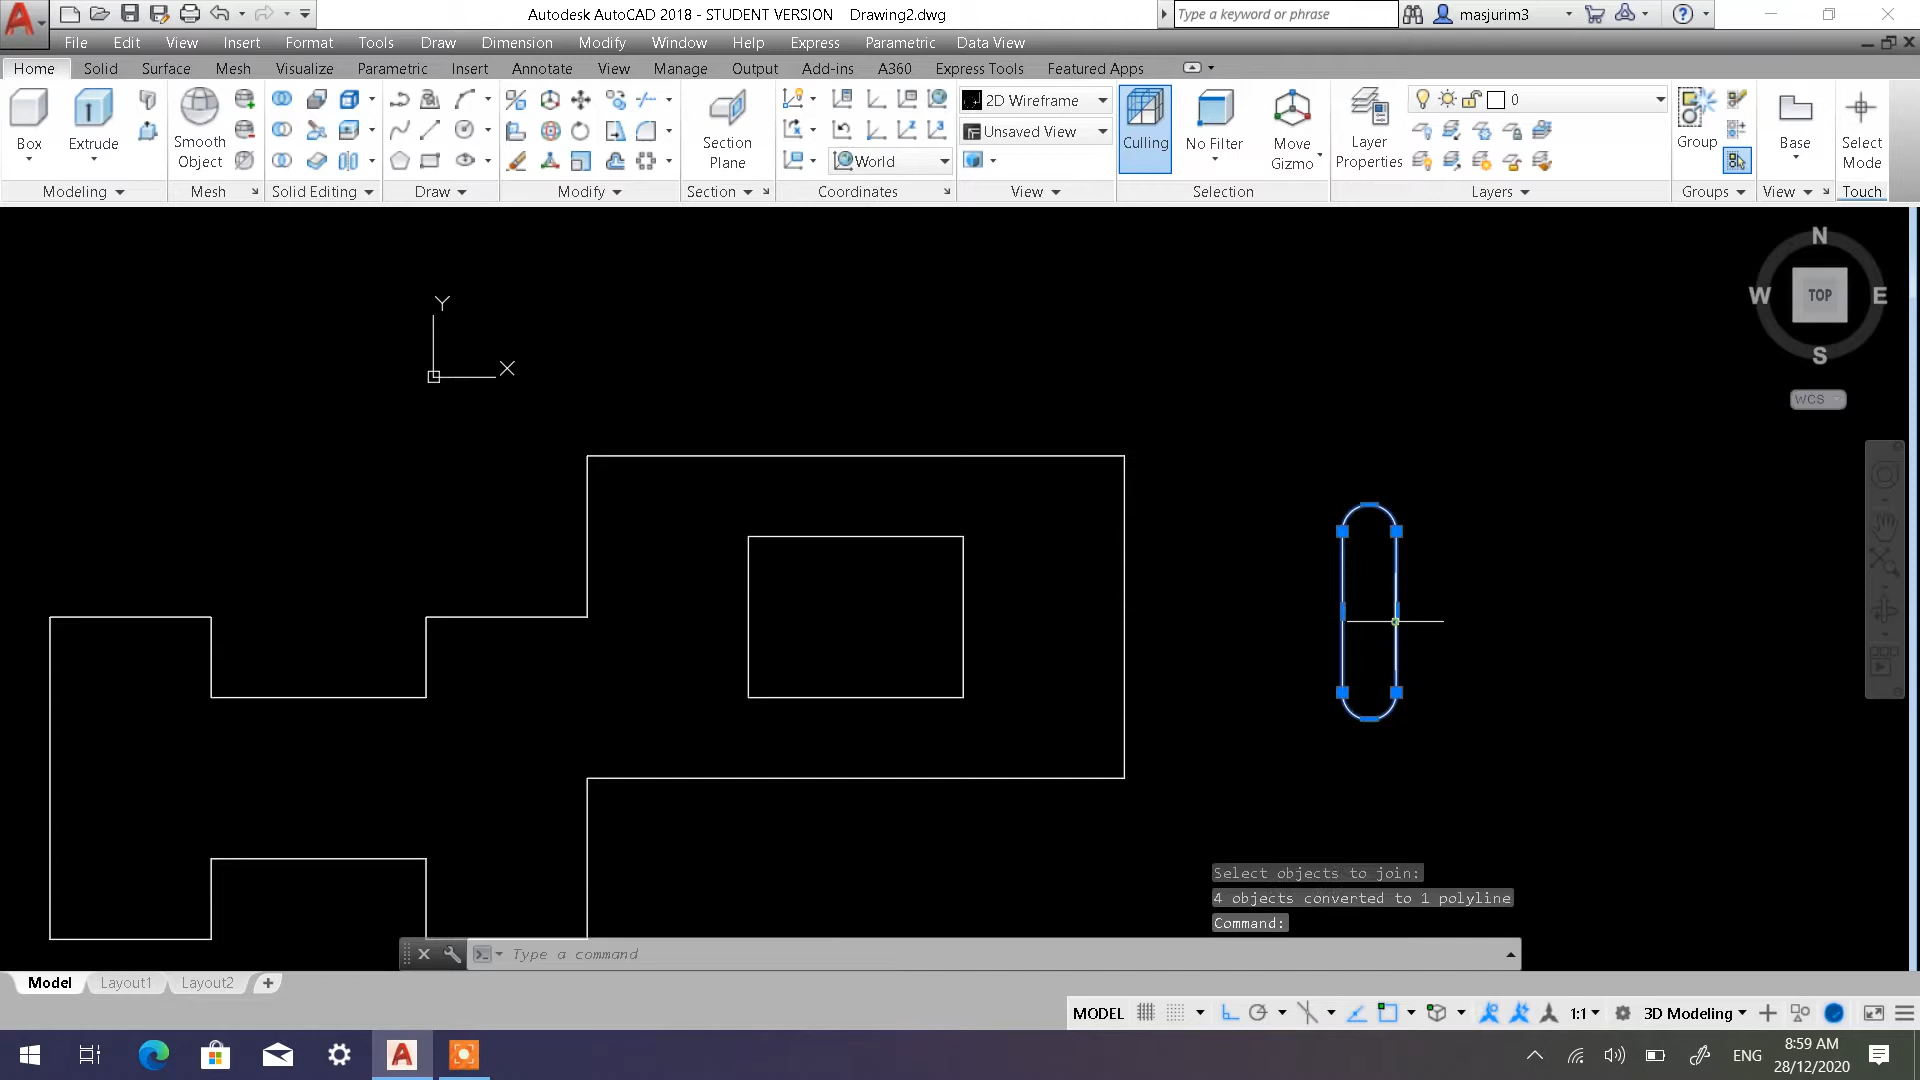 Autodesk AutoCAD 2018 - STUDENT VERSION Drawing2.dwg
Type a keyword or phrase
masjurim3
File Edit View Insert Format Tools Draw Dimension Modify Window Help Express Parametric Data View
Home Solid Surface Mesh Visualize Parametric Insert Annotate View Manage Output Add-ins A360 Express Tools Featured Apps
Box
Extrude
Smooth Object
Section Plane
World
2D Wireframe
Unsaved View
Culling
No Filter
Move Gizmo
Layer Properties
0
Group
Base
Select Mode
Modeling Mesh Solid Editing Draw Modify Section Coordinates View Selection Layers Groups View Touch
N
W TOP E
S
WCS
Y
X
Select objects to join:
4 objects converted to 1 polyline
Command:
Type a command
Model Layout1 Layout2 +
MODEL 1:1 3D Modeling
ENG
8:59 AM
28/12/2020